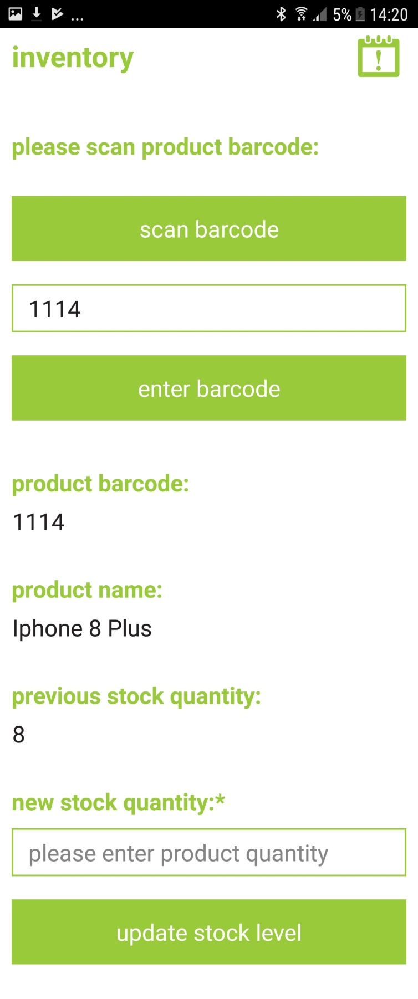 ... 5% 14:20
inventory
please scan product barcode:
scan barcode
1114
enter barcode
product barcode:
1114
product name:
Iphone 8 Plus
previous stock quantity:
8
new stock quantity:*
please enter product quantity
update stock level